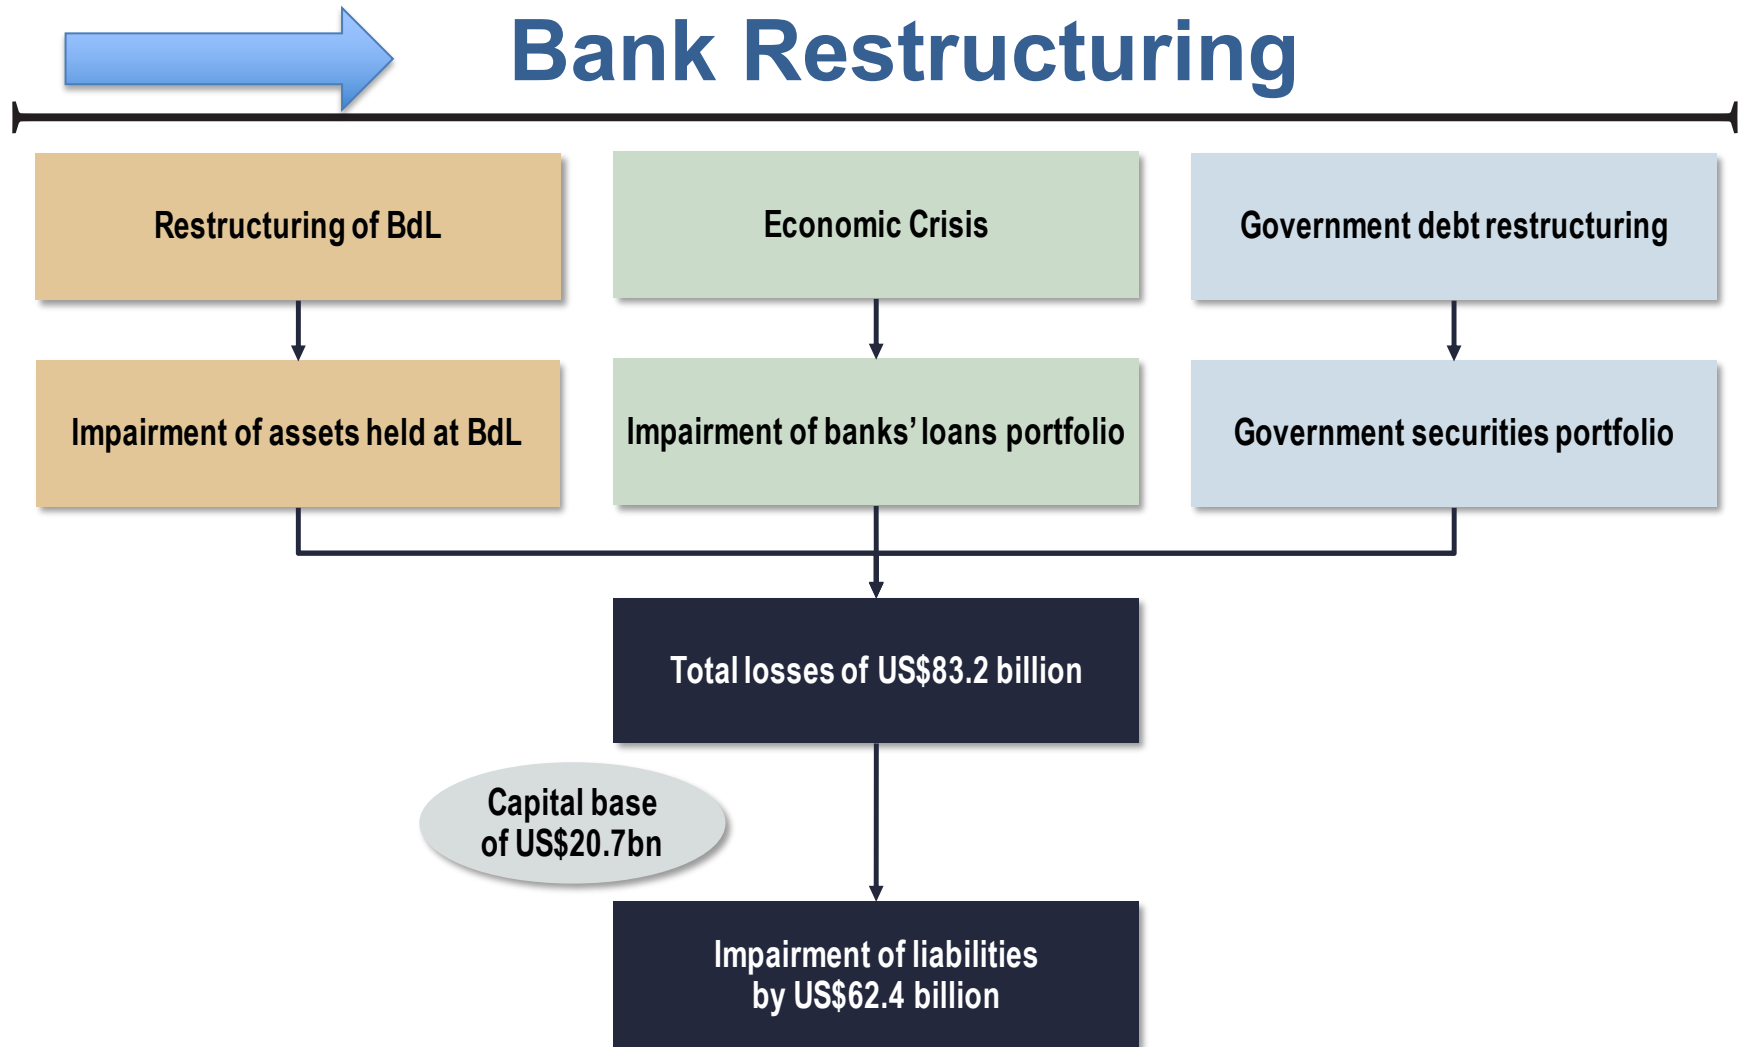 Bank Restructuring
Restructuring of BdL
Economic Crisis
Government debt restructuring
Impairment of assets held at BdL
Impairment of banks’ loans portfolio
Government securities portfolio
Total losses of US$83.2 billion
Capital base
of US$20.7bn
Impairment of liabilities
by US$62.4 billion